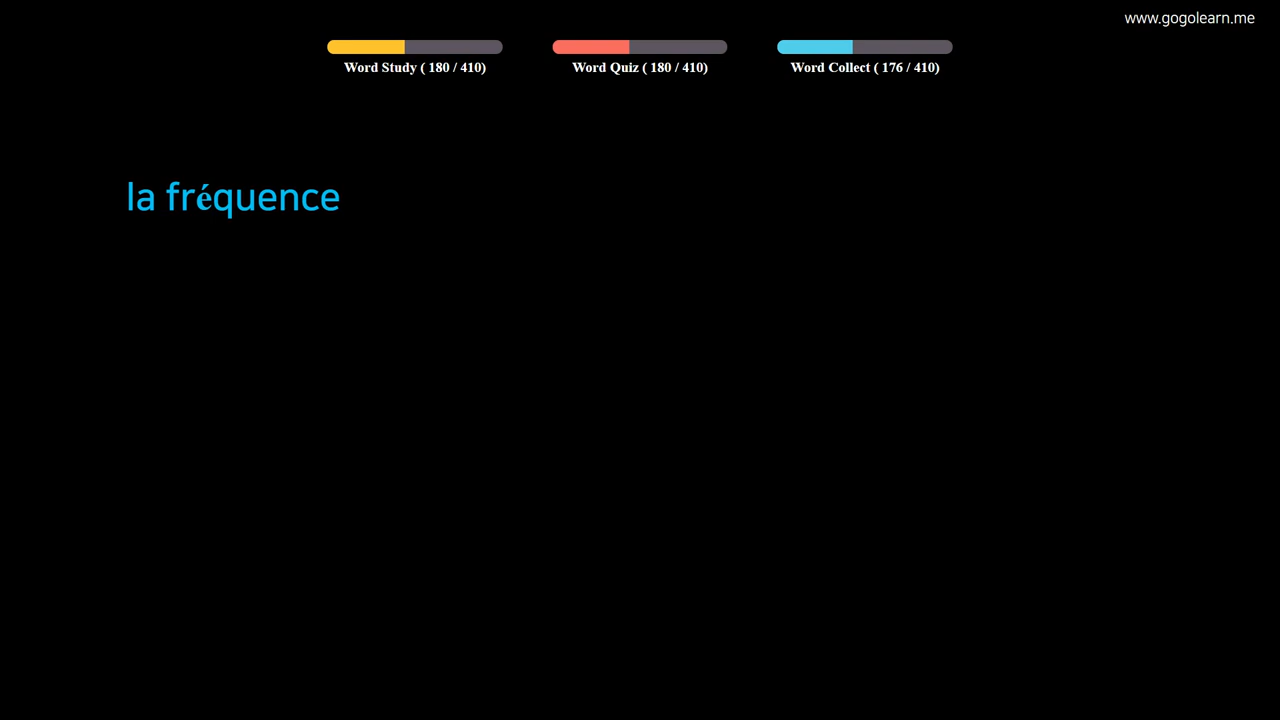 www.gogolearn.me
Word Study ( 180 / 410)
Word Quiz ( 180 / 410)
Word Collect ( 176 / 410)
la fréquence